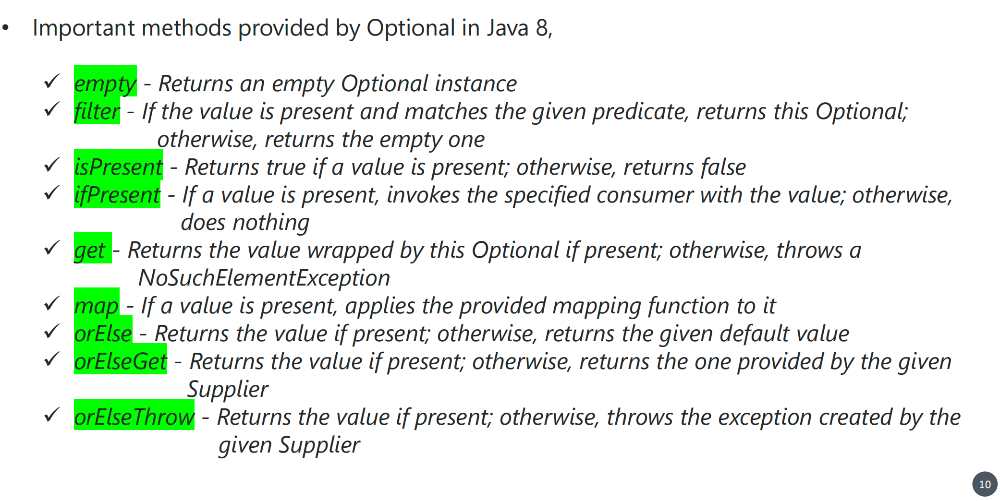 • Important methods provided by Optional in Java 8,
✓ empty - Returns an empty Optional instance
✓ filter - If the value is present and matches the given predicate, returns this Optional;
otherwise, returns the empty one
✓ isPresent - Returns true if a value is present; otherwise, returns false
✓ ifPresent - If a value is present, invokes the specified consumer with the value; otherwise,
does nothing
✓ get - Returns the value wrapped by this Optional if present; otherwise, throws a
NoSuchElementException
✓ map - If a value is present, applies the provided mapping function to it
✓ orElse - Returns the value if present; otherwise, returns the given default value
✓ orElseGet - Returns the value if present; otherwise, returns the one provided by the given
Supplier
✓ orElseThrow - Returns the value if present; otherwise, throws the exception created by the
given Supplier
10